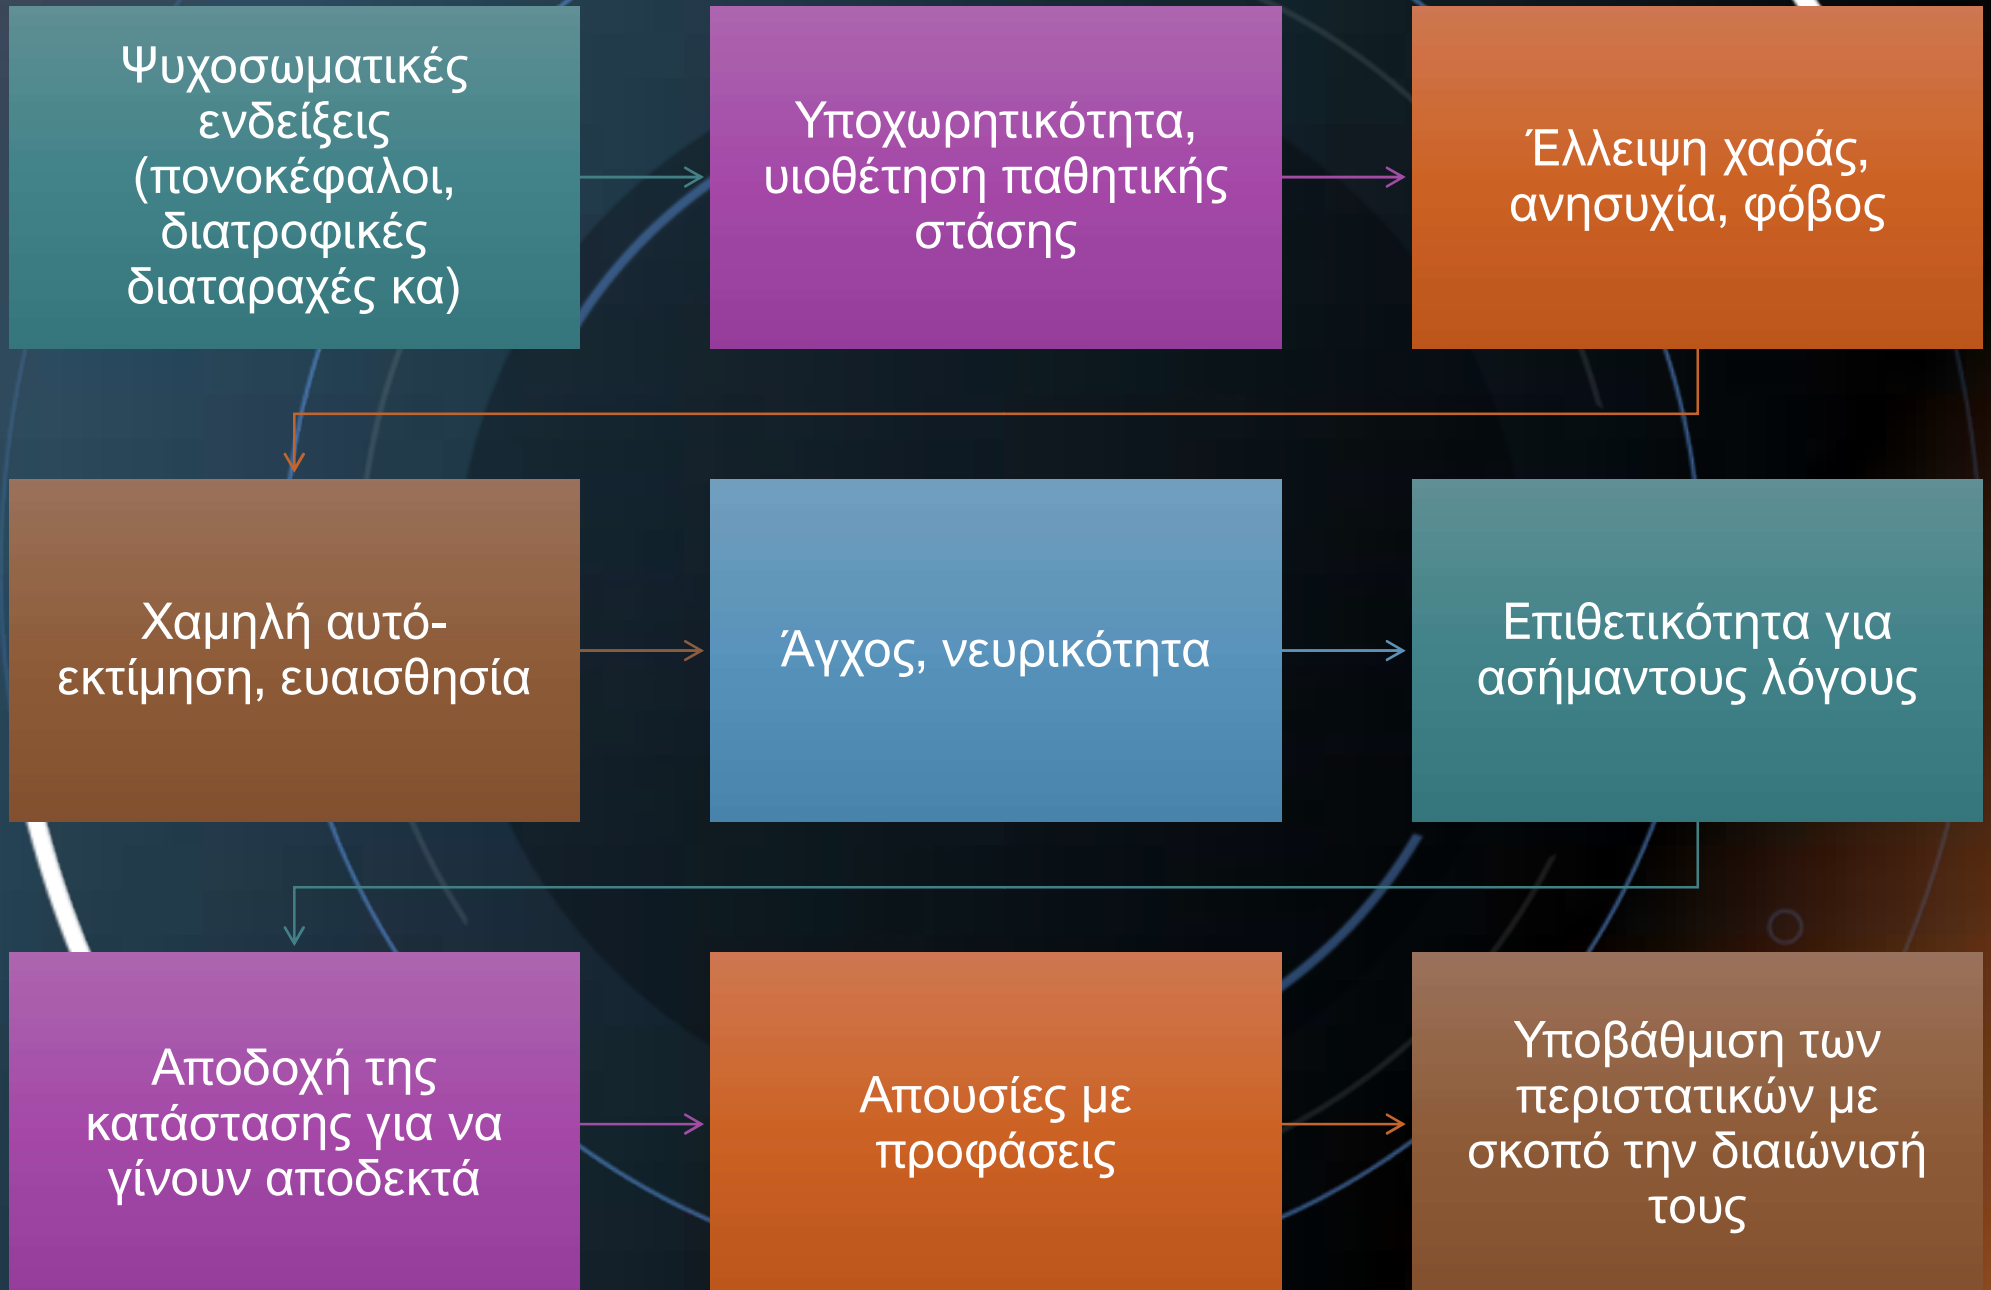 Ψυχοσωματικές
ενδείξεις
(πονοκέφαλοι,
διατροφικές
διαταραχές κα)
Υποχωρητικότητα,
υιοθέτηση παθητικής
στάσης
Έλλειψη χαράς,
ανησυχία, φόβος
Χαμηλή αυτό-
εκτίμηση, ευαισθησία
Άγχος, νευρικότητα
Επιθετικότητα για
ασήμαντους λόγους
Αποδοχή της
κατάστασης για να
γίνουν αποδεκτά
Απουσίες με
προφάσεις
Υποβάθμιση των
περιστατικών με
σκοπό την διαιώνισή
τους